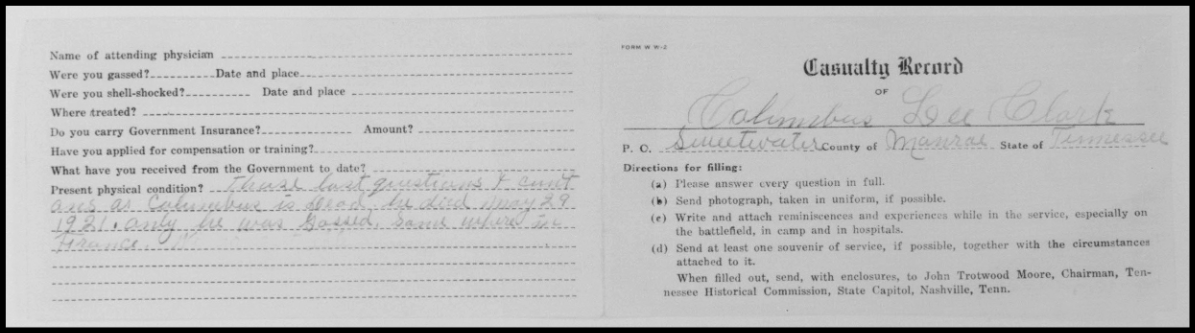 Name of attending physician
Were you gassed? Date and place
Were you shell-shocked? Date and place
Where treated?
Do you carry Government Insurance? Amount?
Have you applied for compensation or training?
What have you received from the Government to date?
Present physical condition? Those last questions I cant
ans as Columbus is dead, he died May 29
1921. only he was Gassed. some where in
France.
FORM W W-2
Casualty Record
OF
Columbus Lee Clark
P. O. Sweetwater County of Monroe State of Tennessee
Directions for filling:
(a) Please answer every question in full.
(b) Send photograph, taken in uniform, if possible.
(c) Write and attach reminiscences and experiences while in the service, especially on
the battlefield, in camp and in hospitals.
(d) Send at least one souvenir of service, if possible, together with the circumstances
attached to it.
When filled out, send, with enclosures, to John Trotwood Moore, Chairman, Ten-
nessee Historical Commission, State Capitol, Nashville, Tenn.